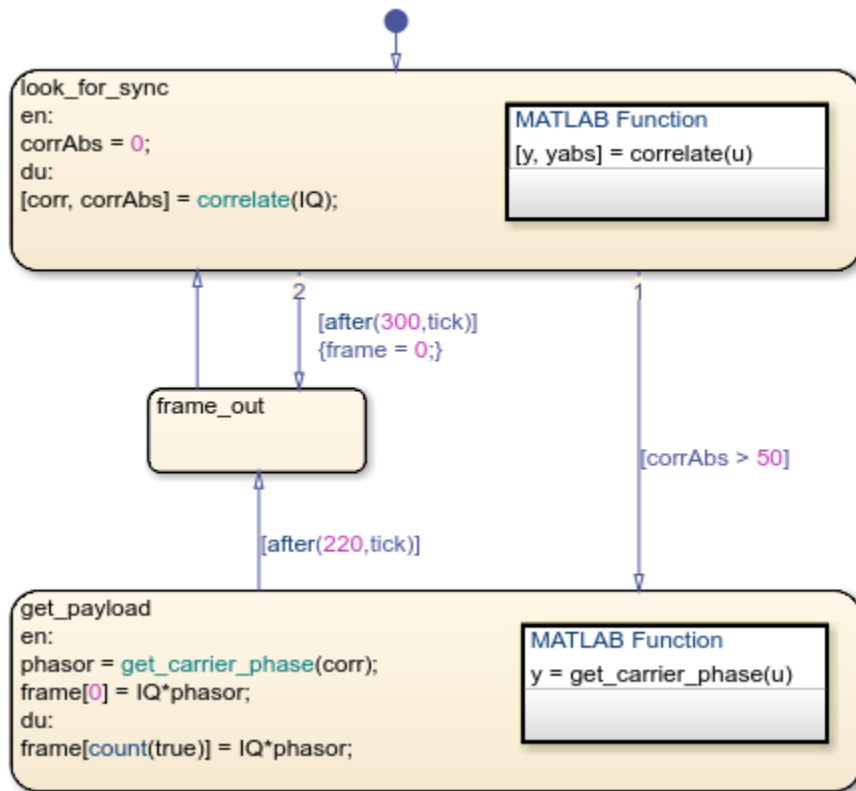 look_for_sync
en:
corrAbs = 0;
du:
[corr, corrAbs] = correlate(IQ);
MATLAB Function
[y, yabs] = correlate(u)
2
1
[after(300,tick)]
{frame = 0;}
frame_out
[corrAbs > 50]
[after(220,tick)]
get_payload
en:
phasor = get_carrier_phase(corr);
frame[0] = IQ*phasor;
du:
frame[count(true)] = IQ*phasor;
MATLAB Function
y = get_carrier_phase(u)